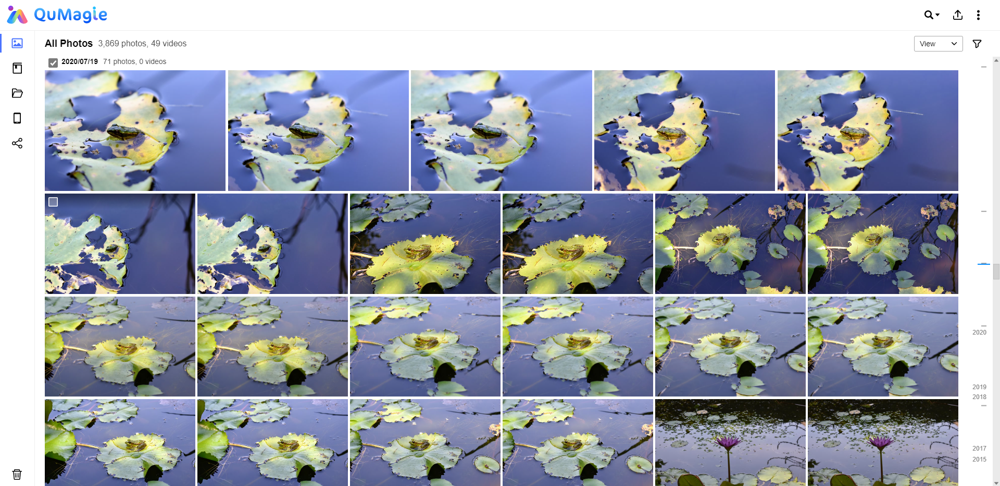 QuMagie
All Photos 3,869 photos, 49 videos
View
2020/07/19 71 photos, 0 videos
2020
2019
2018
2017
2015